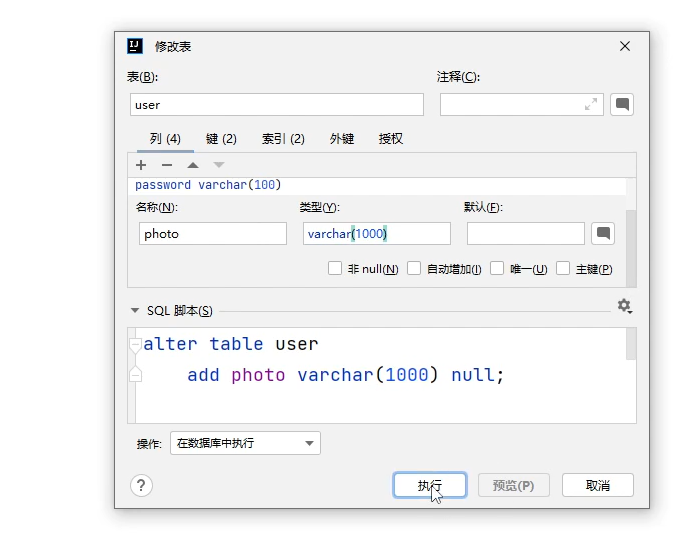 IJ 修改表
表(B): 注释(C):
user
列 (4) 键 (2) 索引 (2) 外键 授权
password varchar(100)
名称(N): 类型(Y): 默认(F):
photo varchar(1000)
非 null(N) 自动增加(I) 唯一(U) 主键(P)
SQL 脚本(S)
alter table user
add photo varchar(1000) null;
操作: 在数据库中执行
? 执行 预览(P) 取消